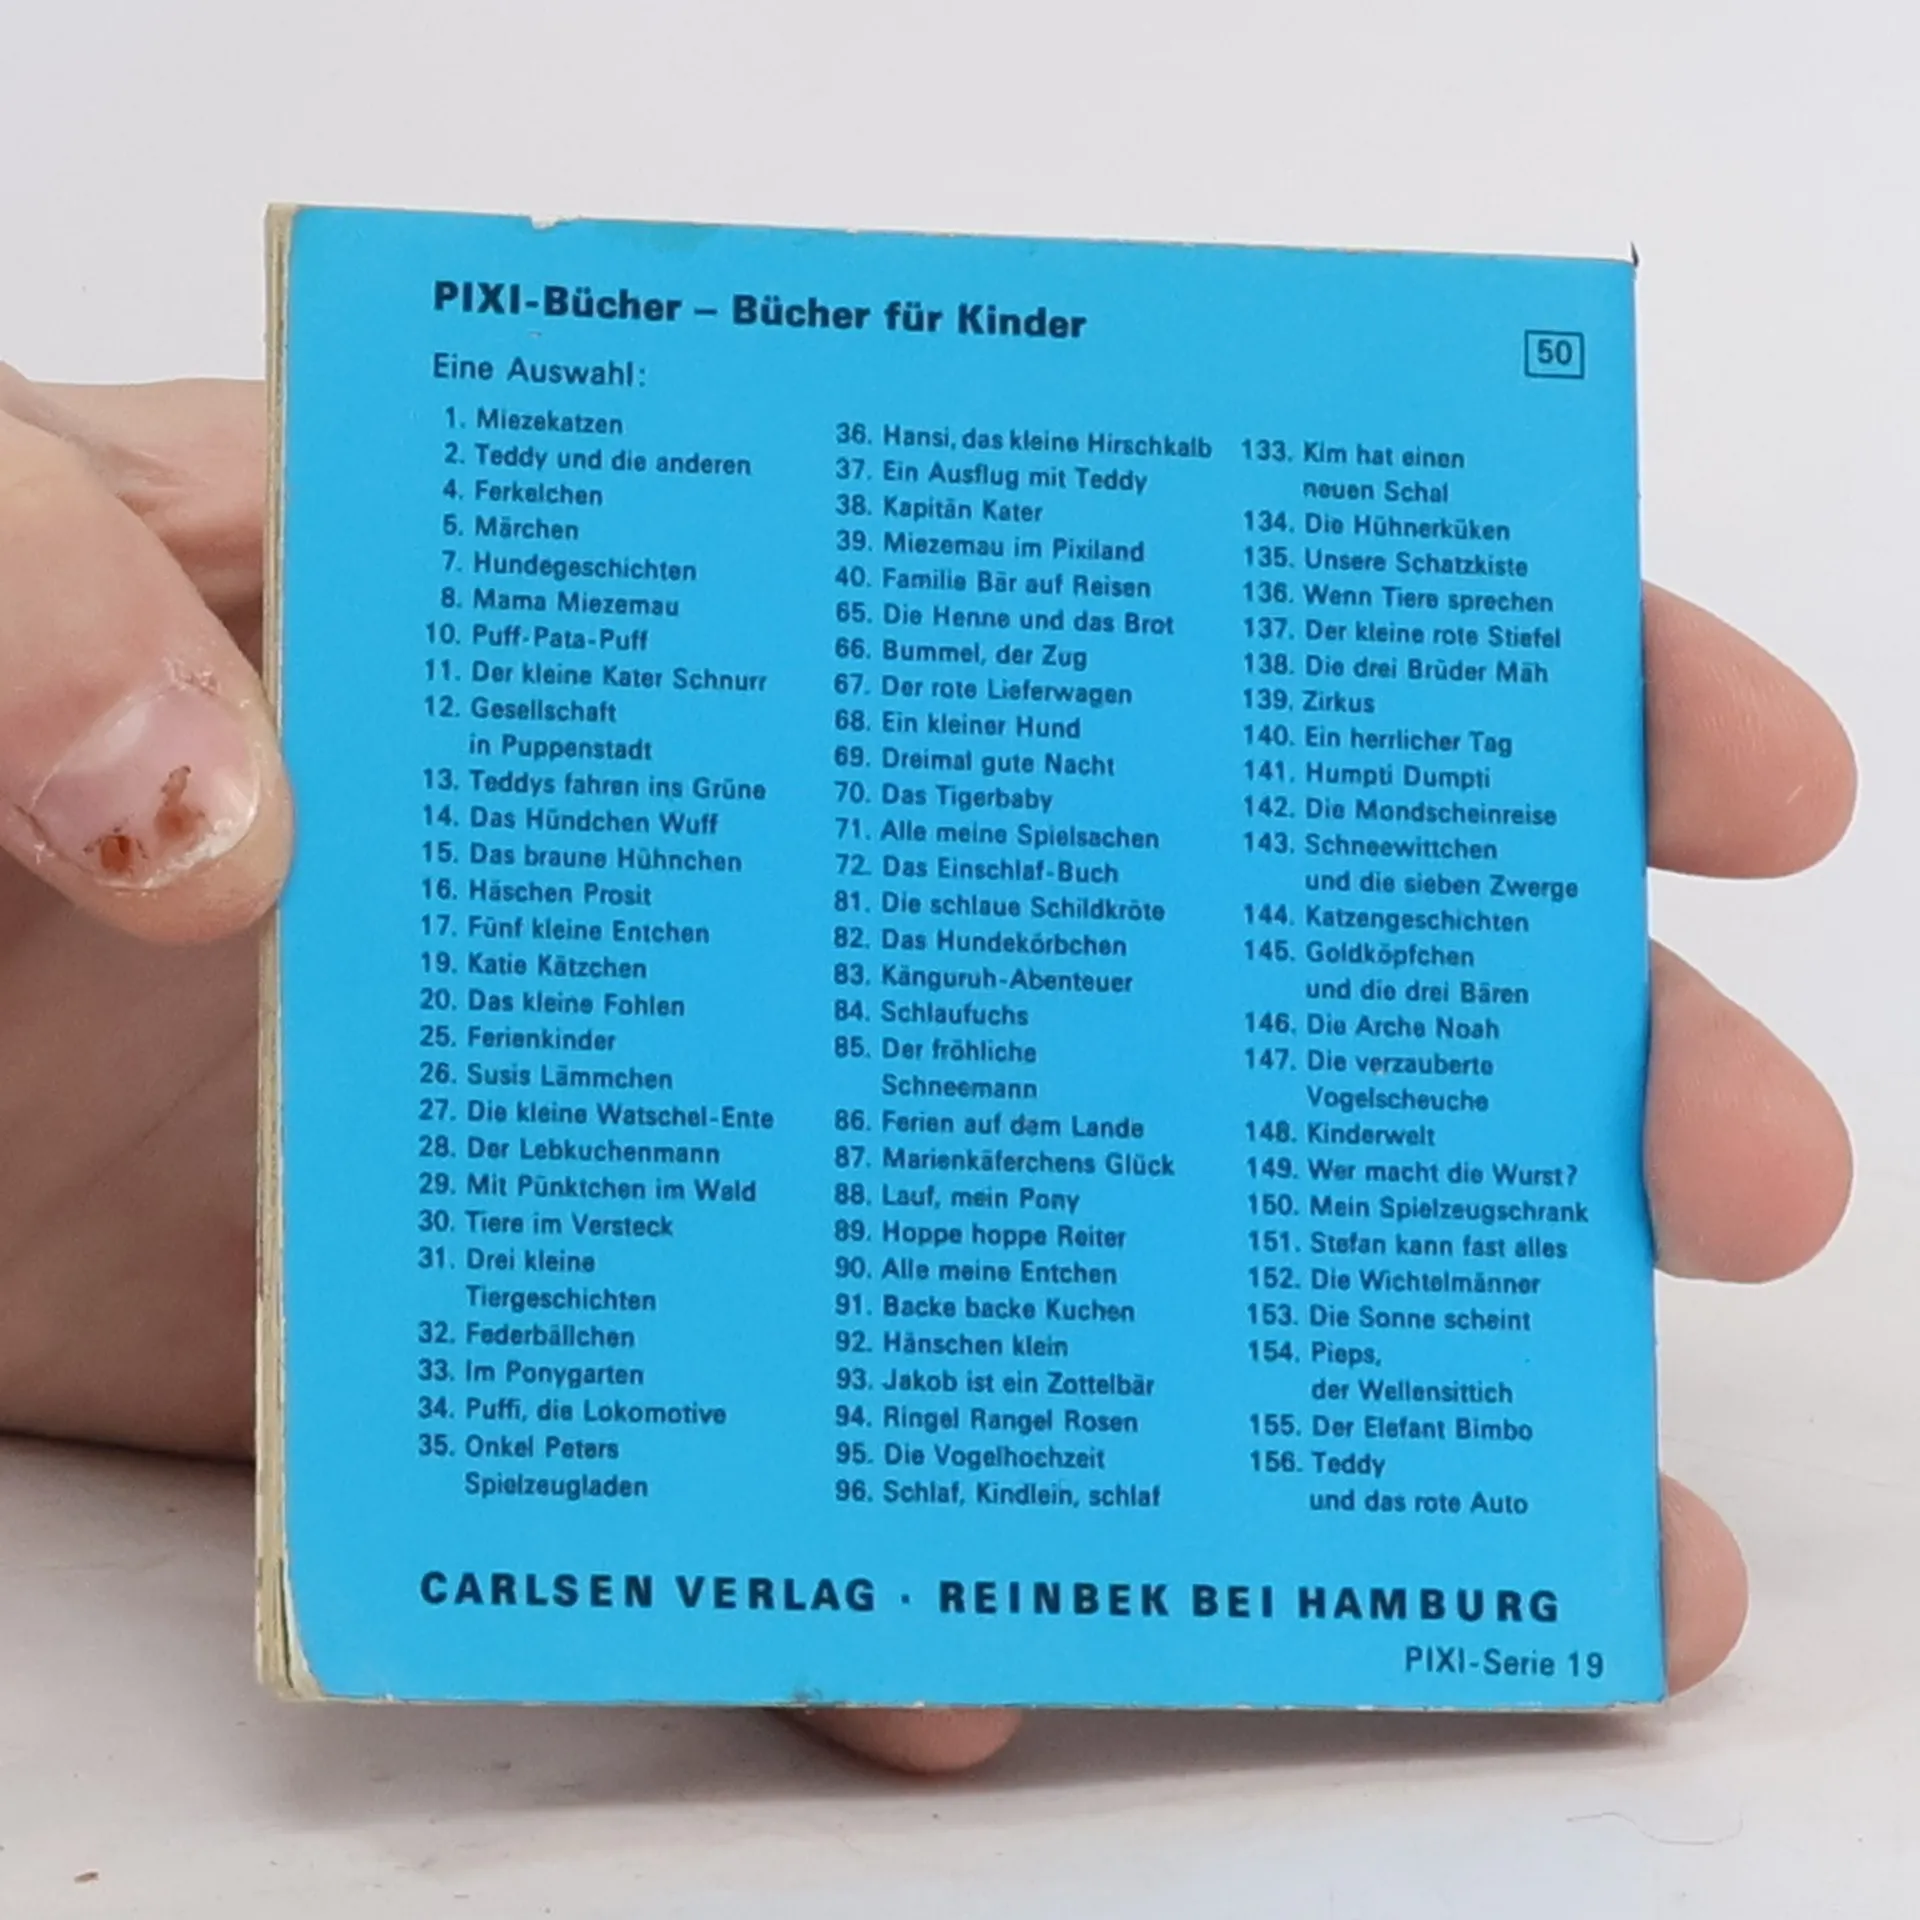 PIXI-Bücher – Bücher für Kinder
50
Eine Auswahl:
1. Miezekatzen
2. Teddy und die anderen
4. Ferkelchen
5. Märchen
7. Hundegeschichten
8. Mama Miezemau
10. Puff-Pata-Puff
11. Der kleine Kater Schnurr
12. Gesellschaft
in Puppenstadt
13. Teddys fahren ins Grüne
14. Das Hündchen Wuff
15. Das braune Hühnchen
16. Häschen Prosit
17. Fünf kleine Entchen
19. Katie Kätzchen
20. Das kleine Fohlen
25. Ferienkinder
26. Susis Lämmchen
27. Die kleine Watschel-Ente
28. Der Lebkuchenmann
29. Mit Pünktchen im Wald
30. Tiere im Versteck
31. Drei kleine
Tiergeschichten
32. Federbällchen
33. Im Ponygarten
34. Puffi, die Lokomotive
35. Onkel Peters
Spielzeugladen
36. Hansi, das kleine Hirschkalb
37. Ein Ausflug mit Teddy
38. Kapitän Kater
39. Miezemau im Pixiland
40. Familie Bär auf Reisen
65. Die Henne und das Brot
66. Bummel, der Zug
67. Der rote Lieferwagen
68. Ein kleiner Hund
69. Dreimal gute Nacht
70. Das Tigerbaby
71. Alle meine Spielsachen
72. Das Einschlaf-Buch
81. Die schlaue Schildkröte
82. Das Hundekörbchen
83. Känguruh-Abenteuer
84. Schlaufuchs
85. Der fröhliche
Schneemann
86. Ferien auf dem Lande
87. Marienkäferchens Glück
88. Lauf, mein Pony
89. Hoppe hoppe Reiter
90. Alle meine Entchen
91. Backe backe Kuchen
92. Hänschen klein
93. Jakob ist ein Zottelbär
94. Ringel Rangel Rosen
95. Die Vogelhochzeit
96. Schlaf, Kindlein, schlaf
133. Kim hat einen
neuen Schal
134. Die Hühnerküken
135. Unsere Schatzkiste
136. Wenn Tiere sprechen
137. Der kleine rote Stiefel
138. Die drei Brüder Mäh
139. Zirkus
140. Ein herrlicher Tag
141. Humpti Dumpti
142. Die Mondscheinreise
143. Schneewittchen
und die sieben Zwerge
144. Katzengeschichten
145. Goldköpfchen
und die drei Bären
146. Die Arche Noah
147. Die verzauberte
Vogelscheuche
148. Kinderwelt
149. Wer macht die Wurst?
150. Mein Spielzeugschrank
151. Stefan kann fast alles
152. Die Wichtelmänner
153. Die Sonne scheint
154. Pieps,
der Wellensittich
155. Der Elefant Bimbo
156. Teddy
und das rote Auto
CARLSEN VERLAG · REINBEK BEI HAMBURG
PIXI-Serie 19